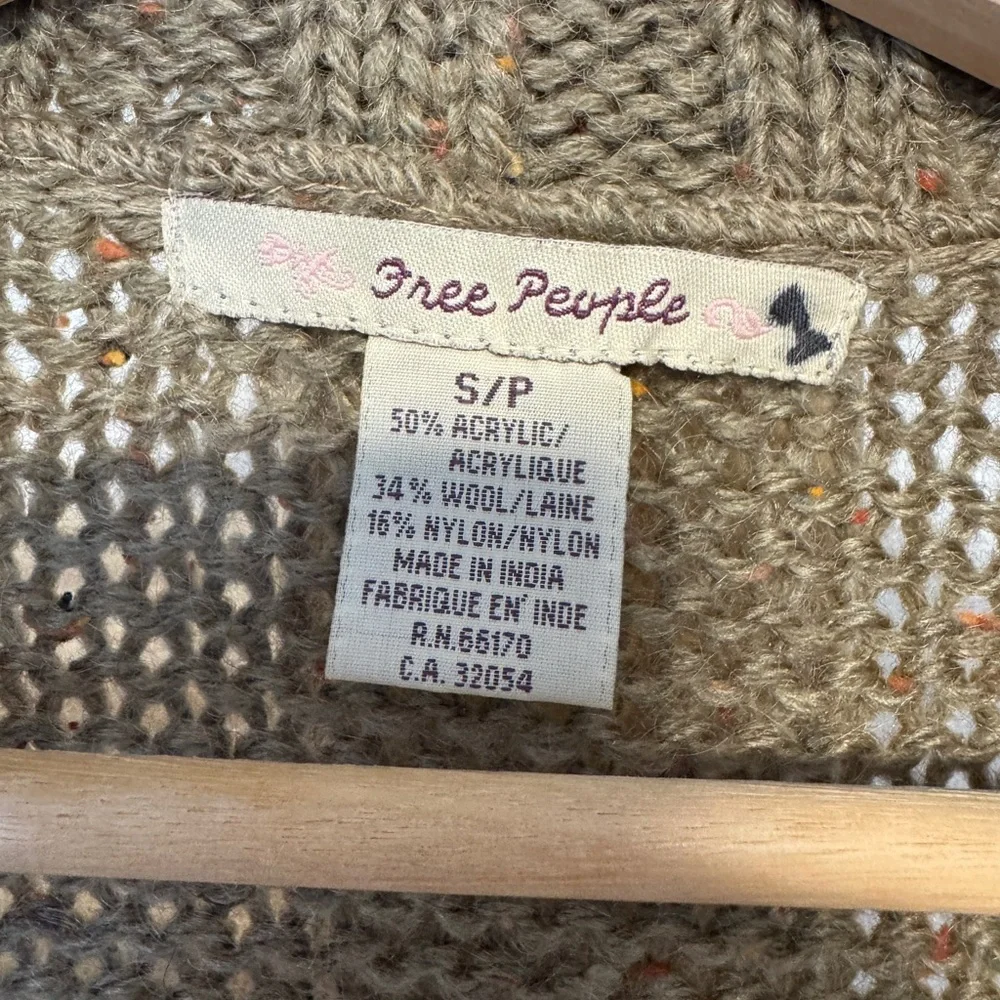 Free People
S/P
50% ACRYLIC/
ACRYLIQUE
34% WOOL/LAINE
16% NYLON/NYLON
MADE IN INDIA
FABRIQUE EN' INDE
R.N.66170
C.A. 32054